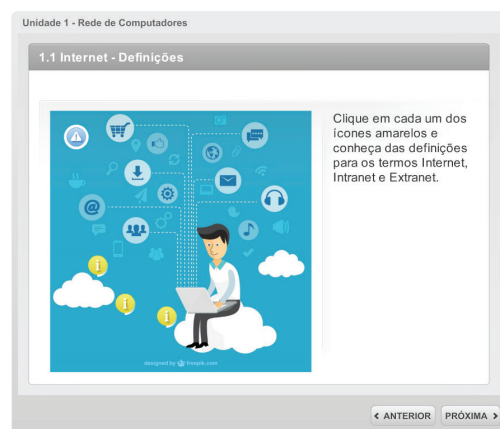 Unidade 1 - Rede de Computadores
1.1 Internet - Definições
Clique em cada um dos
ícones amarelos e
conheça das definições
para os termos Internet,
Intranet e Extranet.
designed by freepik.com
ANTERIOR PRÓXIMA